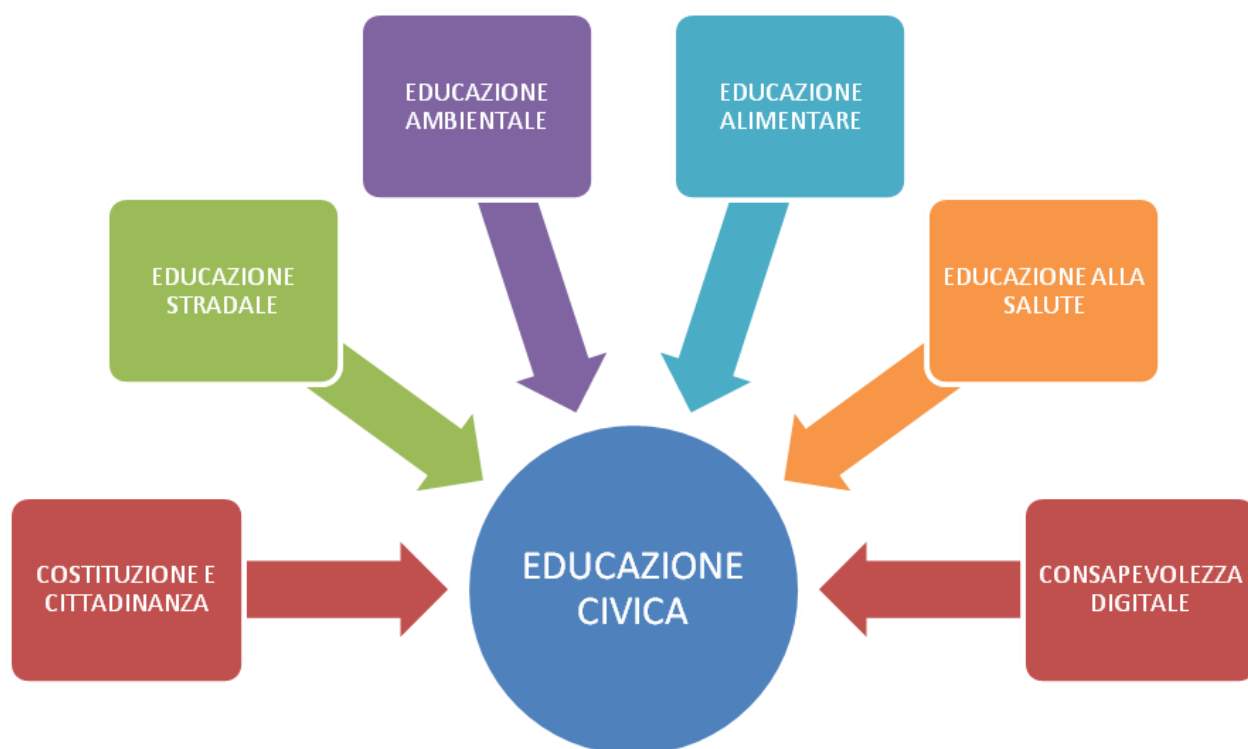 EDUCAZIONE
AMBIENTALE
EDUCAZIONE
ALIMENTARE
EDUCAZIONE
STRADALE
EDUCAZIONE ALLA
SALUTE
COSTITUZIONE E
CITTADINANZA
EDUCAZIONE
CIVICA
CONSAPEVOLEZZA
DIGITALE